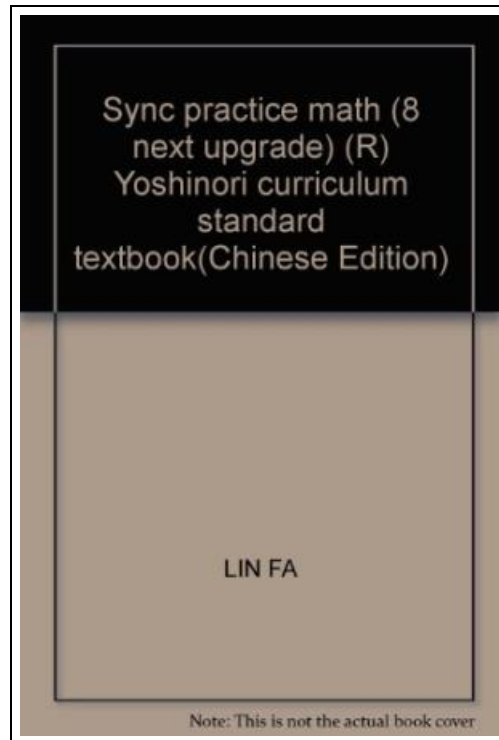 Sync practice math (8
next upgrade) (R)
Yoshinori curriculum
standard
textbook(Chinese Edition)
LIN FA
Note: This is not the actual book cover